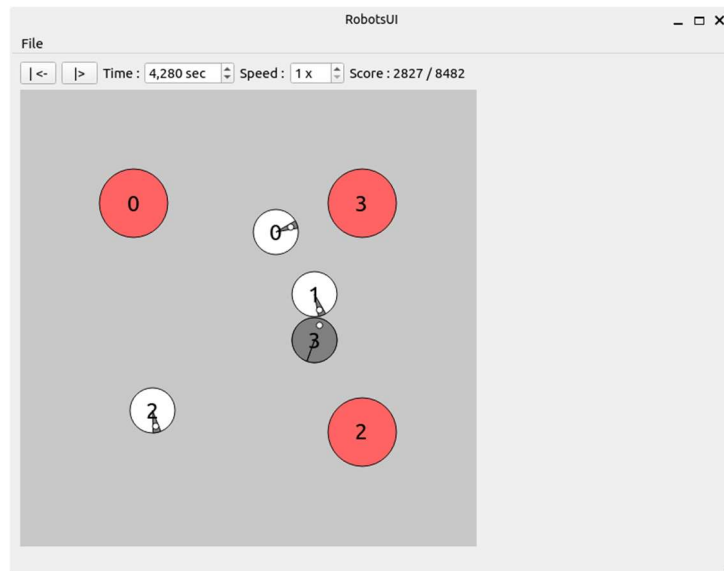 RobotsUI
File
|<- |> Time : 4,280 sec Speed : 1 x Score : 2827 / 8482
0 3
0
1
3
2
2